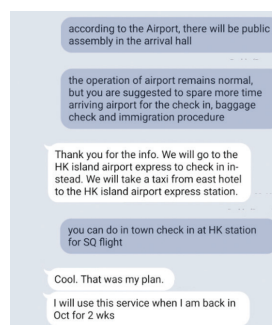 according to the Airport, there will be public
assembly in the arrival hall
the operation of airport remains normal,
but you are suggested to spare more time
arriving airport for the check in, baggage
check and immigration procedure
Thank you for the info. We will go to the
HK island airport express to check in in-
stead. We will take a taxi from east hotel
to the HK island airport express station.
you can do in town check in at HK station
for SQ flight
Cool. That was my plan.
I will use this service when I am back in
Oct for 2 wks